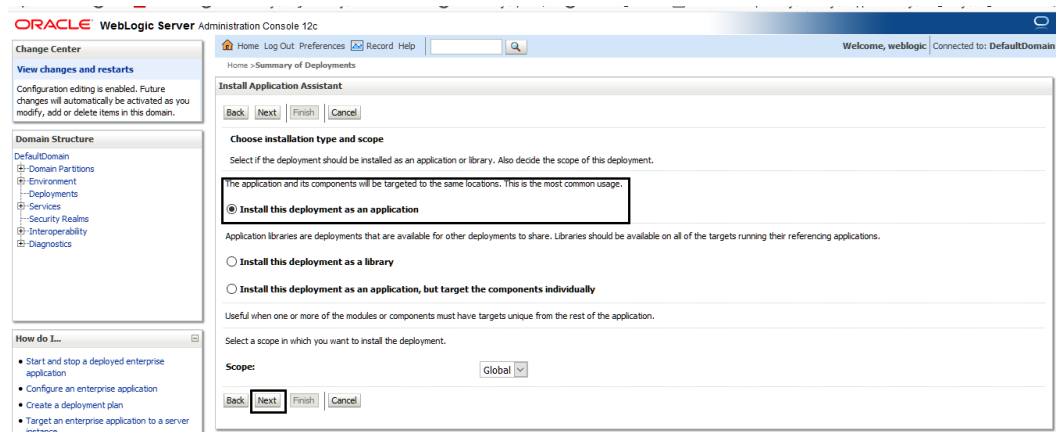 ORACLE WebLogic Server Administration Console 12c
Change Center
View changes and restarts
Configuration editing is enabled. Future
changes will automatically be activated as you
modify, add or delete items in this domain.
Domain Structure
DefaultDomain
Domain Partitions
Environment
Deployments
Services
Security Realms
Interoperability
Diagnostics
How do I...
Start and stop a deployed enterprise
application
Configure an enterprise application
Create a deployment plan
Target an enterprise application to a server
instance
Home Log Out Preferences Record Help
Welcome, weblogic Connected to: DefaultDomain
Home >Summary of Deployments
Install Application Assistant
Back Next Finish Cancel
Choose installation type and scope
Select if the deployment should be installed as an application or library. Also decide the scope of this deployment.
The application and its components will be targeted to the same locations. This is the most common usage.
Install this deployment as an application
Application libraries are deployments that are available for other deployments to share. Libraries should be available on all of the targets running their referencing applications.
Install this deployment as a library
Install this deployment as an application, but target the components individually
Useful when one or more of the modules or components must have targets unique from the rest of the application.
Select a scope in which you want to install the deployment.
Scope: Global
Back Next Finish Cancel